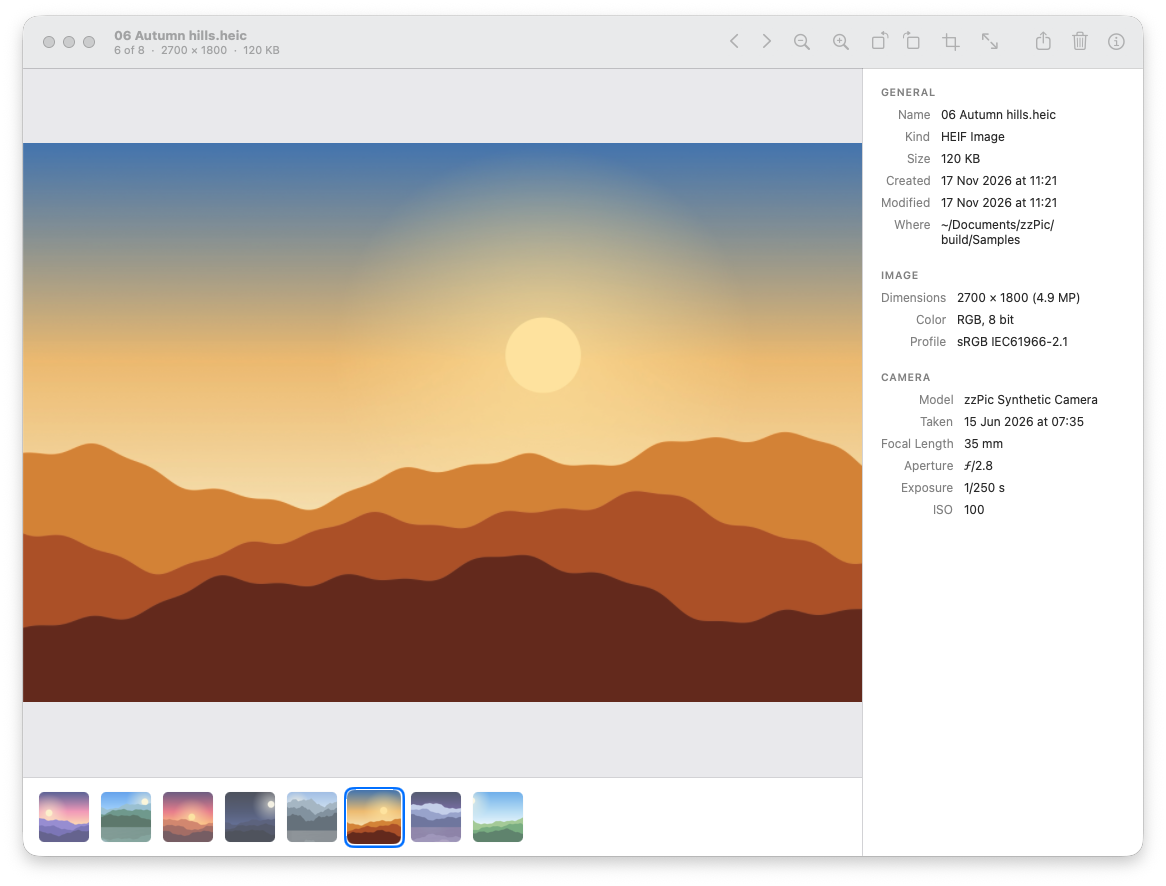 06 Autumn hills.heic
6 of 8 · 2700 × 1800 · 120 KB
GENERAL
Name 06 Autumn hills.heic
Kind HEIF Image
Size 120 KB
Created 17 Nov 2026 at 11:21
Modified 17 Nov 2026 at 11:21
Where ~/Documents/zzPic/
build/Samples
IMAGE
Dimensions 2700 × 1800 (4.9 MP)
Color RGB, 8 bit
Profile sRGB IEC61966-2.1
CAMERA
Model zzPic Synthetic Camera
Taken 15 Jun 2026 at 07:35
Focal Length 35 mm
Aperture ƒ/2.8
Exposure 1/250 s
ISO 100